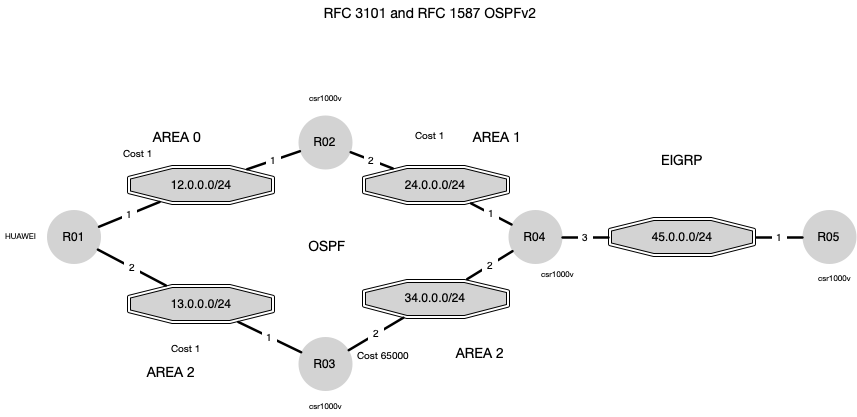 RFC 3101 and RFC 1587 OSPFv2
csr1000v
AREA 0
Cost 1
AREA 1
Cost 1
R02
1
2
EIGRP
12.0.0.0/24
24.0.0.0/24
1
1
HUAWEI
R01
OSPF
R04
3
45.0.0.0/24
1
R05
2
2
csr1000v
csr1000v
13.0.0.0/24
34.0.0.0/24
1
2
Cost 1
Cost 65000
AREA 2
R03
AREA 2
csr1000v